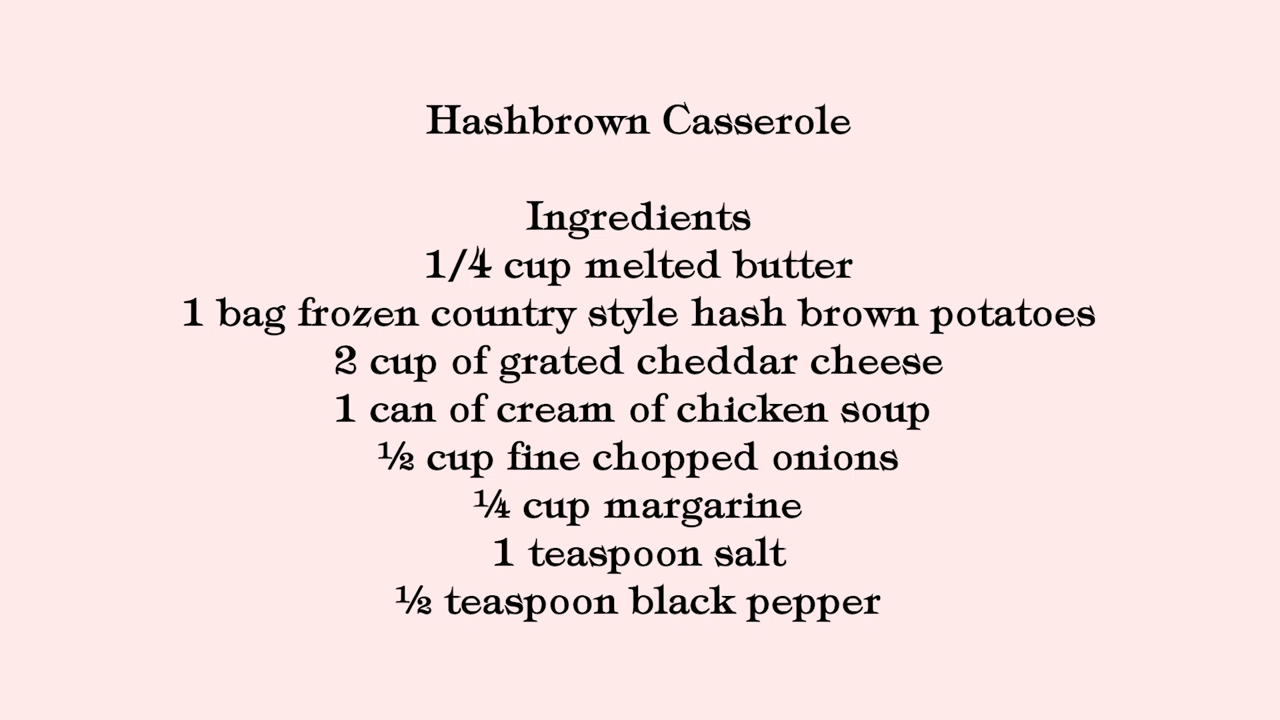 Hashbrown Casserole
Ingredients
1/4 cup melted butter
1 bag frozen country style hash brown potatoes
2 cup of grated cheddar cheese
1 can of cream of chicken soup
½ cup fine chopped onions
¼ cup margarine
1 teaspoon salt
½ teaspoon black pepper